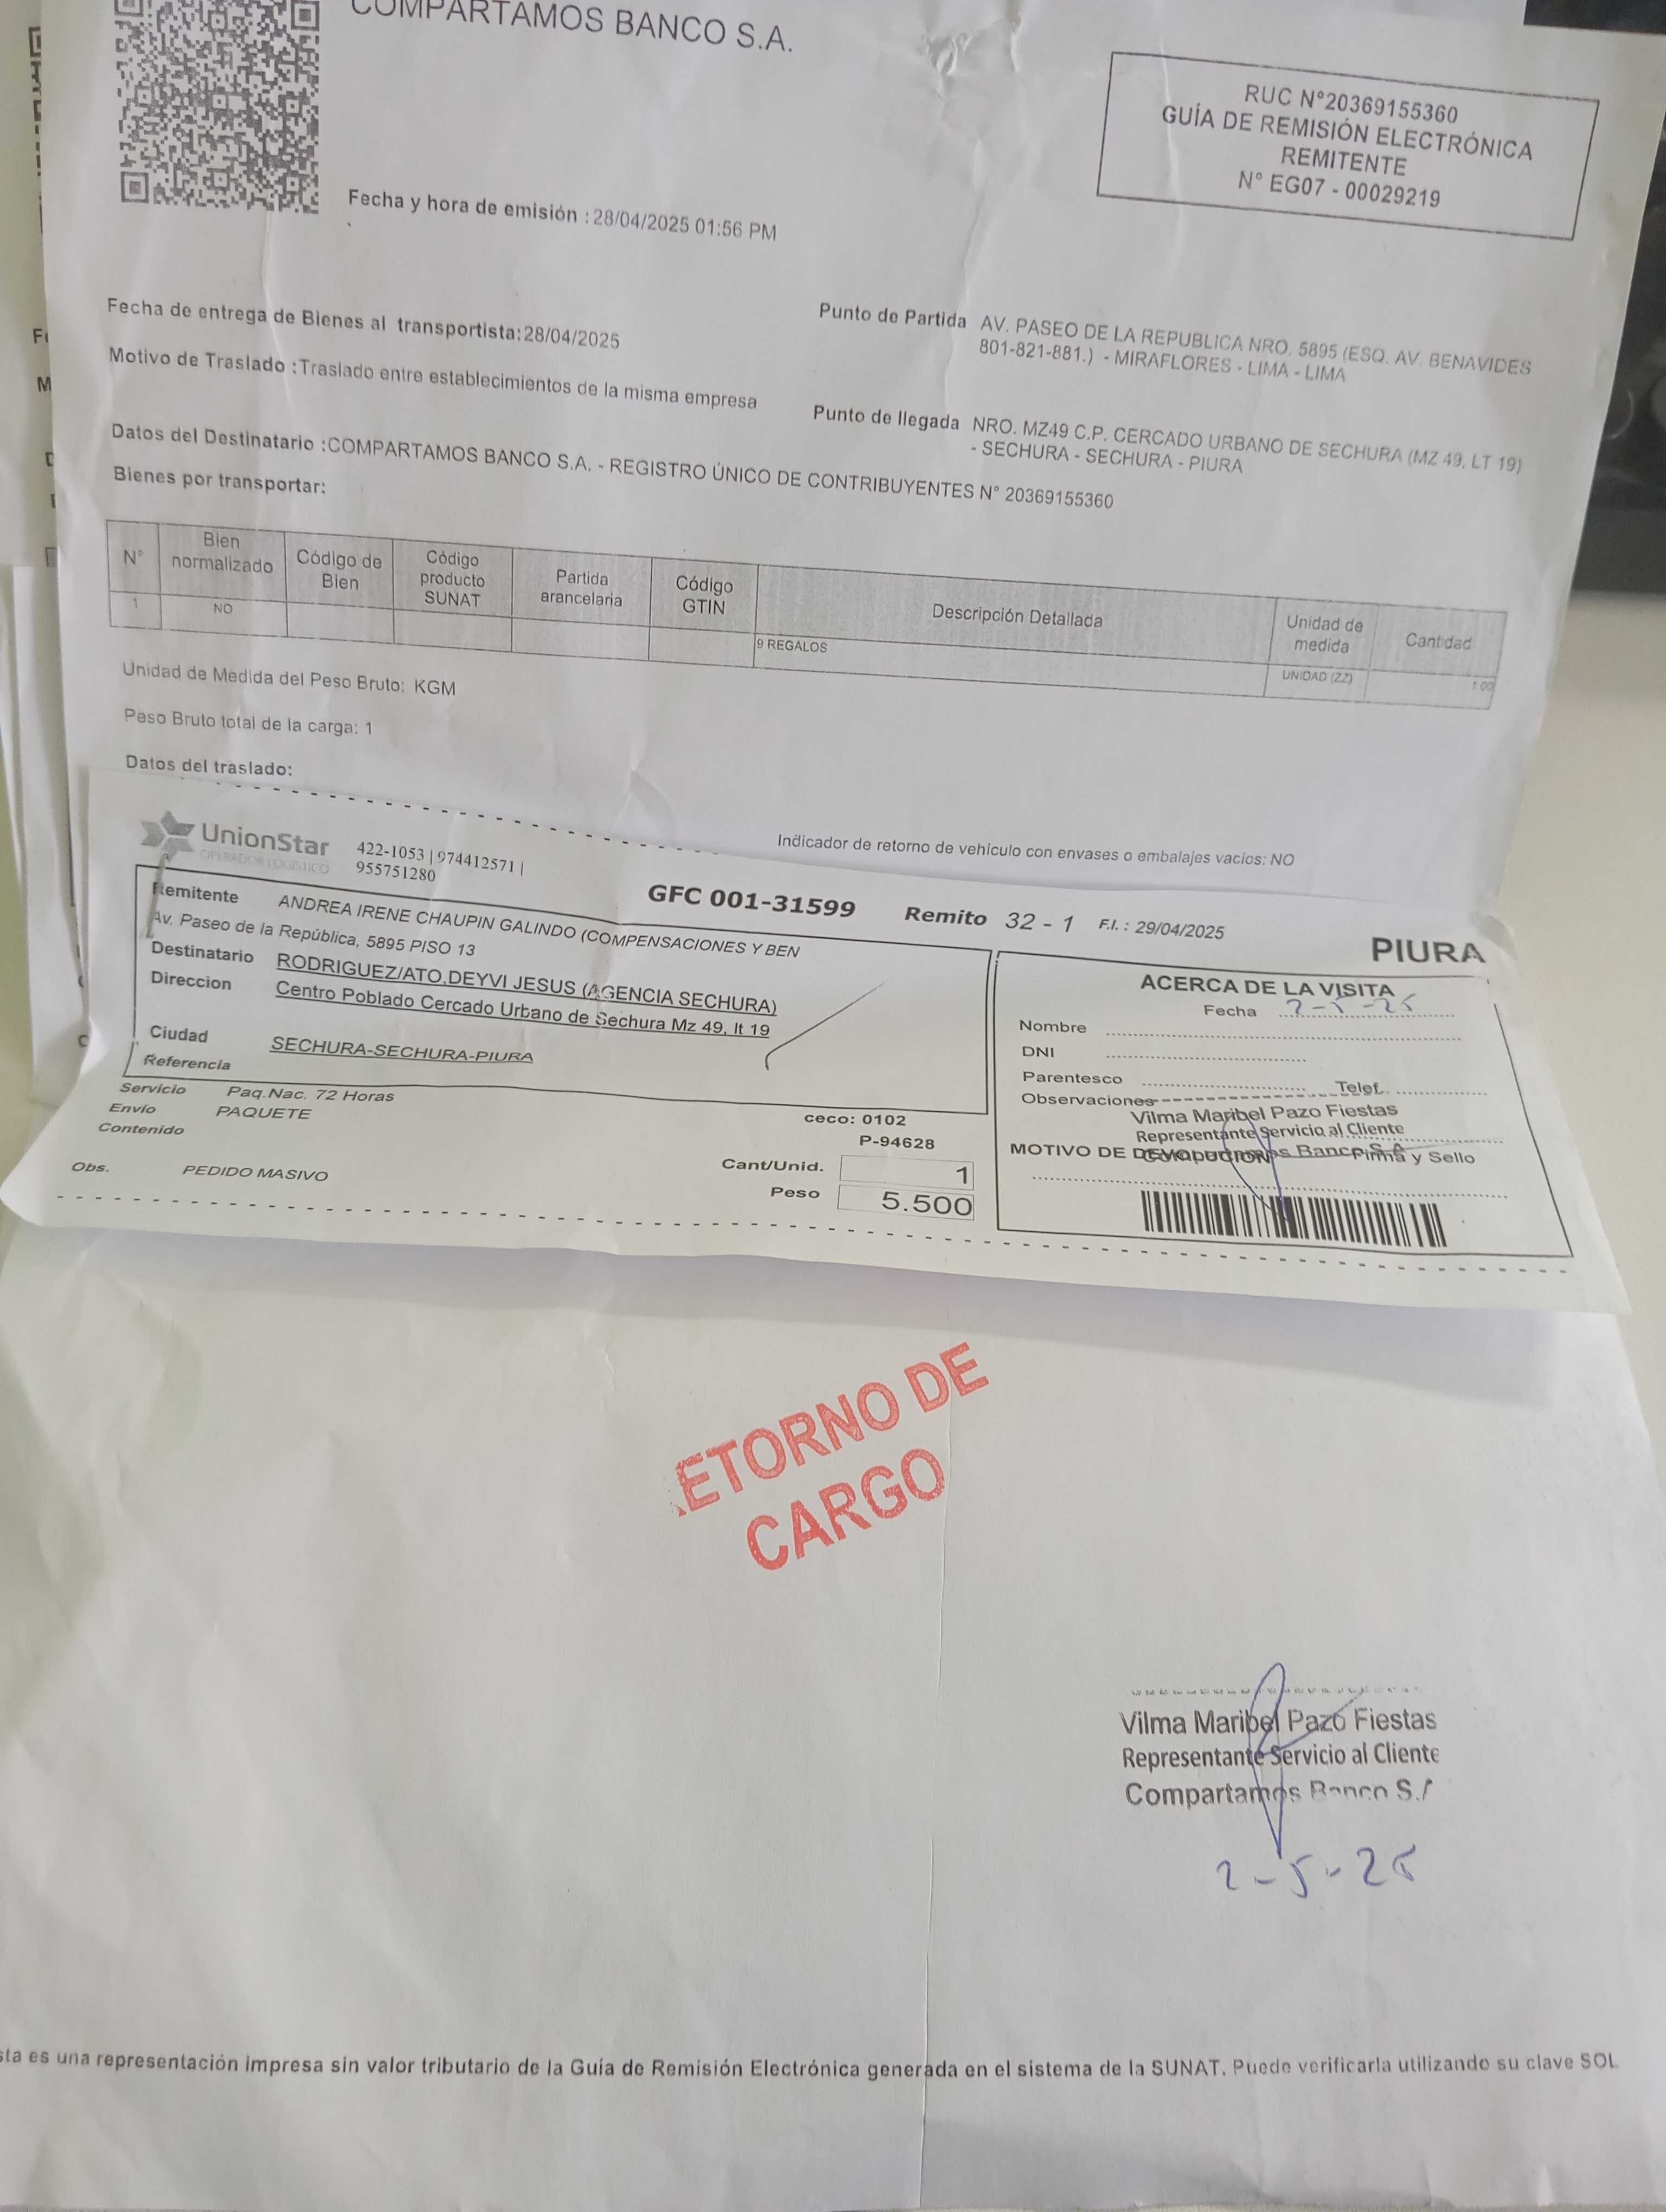 COMPARTAMOS BANCO S.A.
RUC N°20369155360
GUÍA DE REMISIÓN ELECTRÓNICA
REMITENTE
N° EG07 - 00029219
Fecha y hora de emisión : 28/04/2025 01:56 PM
Fecha de entrega de Bienes al transportista:28/04/2025
Motivo de Traslado :Traslado entre establecimientos de la misma empresa
Punto de Partida AV. PASEO DE LA REPUBLICA NRO. 5895 (ESQ. AV. BENAVIDES
801-821-881.) - MIRAFLORES - LIMA - LIMA
Punto de llegada NRO. MZ49 C.P. CERCADO URBANO DE SECHURA (MZ 49, LT 19)
- SECHURA - SECHURA - PIURA
Datos del Destinatario :COMPARTAMOS BANCO S.A. - REGISTRO ÚNICO DE CONTRIBUYENTES N° 20369155360
Bienes por transportar:
N° Bien normalizado Código de Bien Código producto SUNAT Partida arancelaria Código GTIN Descripción Detallada Unidad de medida Cantidad
1 NO 9 REGALOS UNIDAD (ZZ) 1.00
Unidad de Medida del Peso Bruto: KGM
Peso Bruto total de la carga: 1
Datos del traslado:
Indicador de retorno de vehículo con envases o embalajes vacíos: NO
UnionStar
OPERADOR LOGÍSTICO
422-1053 | 974412571 |
955751280
GFC 001-31599 Remito 32 - 1 F.I. : 29/04/2025
PIURA
Remitente ANDREA IRENE CHAUPIN GALINDO (COMPENSACIONES Y BEN
Av. Paseo de la República, 5895 PISO 13
Destinatario RODRIGUEZ/ATO,DEYVI JESUS (AGENCIA SECHURA)
Direccion Centro Poblado Cercado Urbano de Sechura Mz 49, lt 19
Ciudad SECHURA-SECHURA-PIURA
Referencia
Servicio Paq.Nac. 72 Horas
Envío PAQUETE
Contenido
Obs. PEDIDO MASIVO
ceco: 0102
P-94628
Cant/Unid. 1
Peso 5.500
ACERCA DE LA VISITA
Fecha 2-5-25
Nombre
DNI
Parentesco Telef.
Observaciones
Vilma Maribel Pazo Fiestas
Representante Servicio al Cliente
Compartamos Banco S.A.
MOTIVO DE DEVOLUCION Firma y Sello
RETORNO DE
CARGO
Vilma Maribel Pazo Fiestas
Representante Servicio al Cliente
Compartamos Banco S.A
2-5-25
sta es una representación impresa sin valor tributario de la Guía de Remisión Electrónica generada en el sistema de la SUNAT. Puede verificarla utilizando su clave SOL